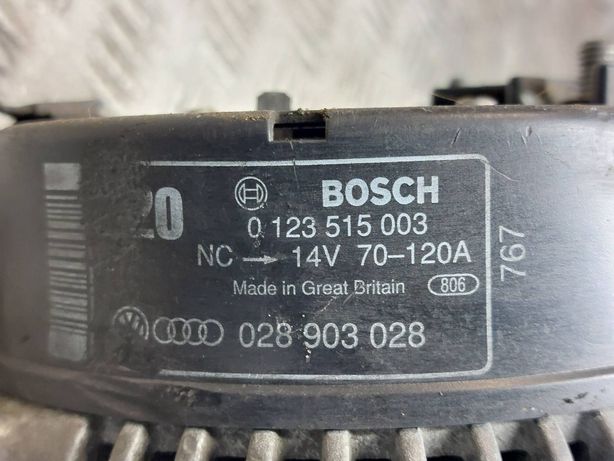 20 BOSCH
0 123 515 003
NC → 14V 70–120A
Made in Great Britain 806
028 903 028
767